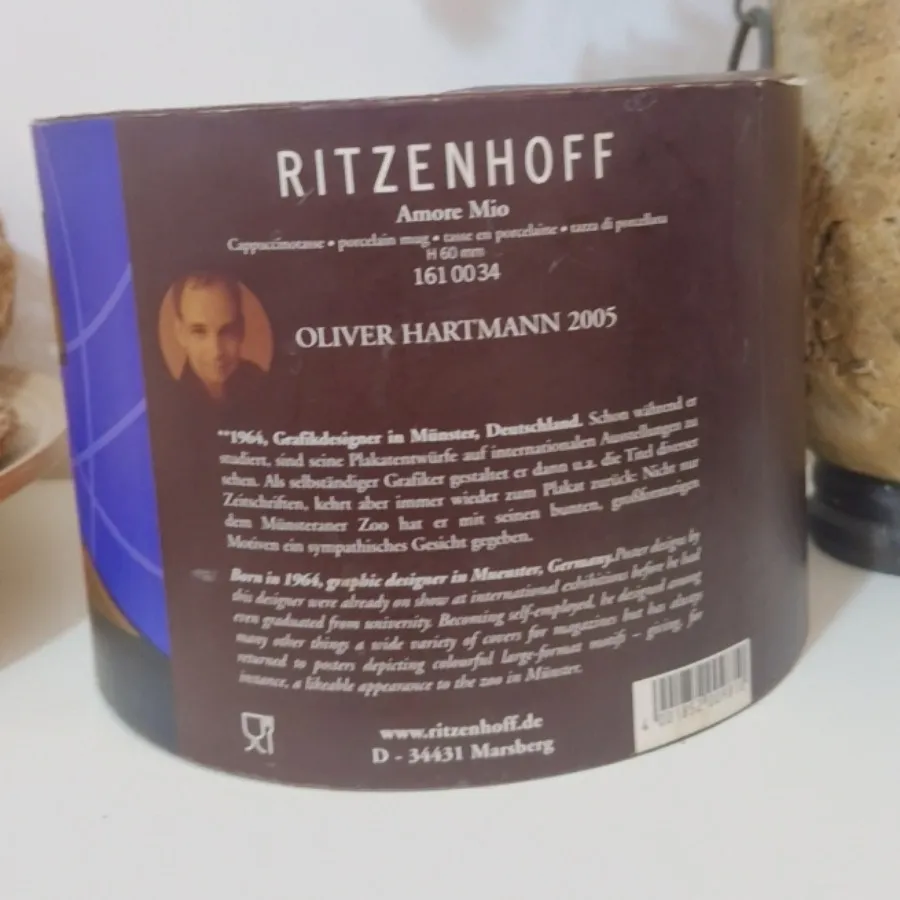 RITZENHOFF
Amore Mio
Cappuccinotasse • porcelain mug • tasse en porcelaine • tazza di porcellana
H 60 mm
161 00 34
OLIVER HARTMANN 2005
**1964, Grafikdesigner in Münster, Deutschland. Schon während er
studiert, sind seine Plakatentwürfe auf internationalen Ausstellungen zu
sehen. Als selbständiger Grafiker gestaltet er dann u.a. die Titel diverser
Zeitschriften, kehrt aber immer wieder zum Plakat zurück: Nicht nur
dem Münsteraner Zoo hat er mit seinen bunten, großformatigen
Motiven ein sympathisches Gesicht gegeben.
Born in 1964, graphic designer in Muenster, Germany.Poster designs by
this designer were already on show at international exhibitions before he had
even graduated from university. Becoming self-employed, he designed among
many other things a wide variety of covers for magazines but has always
returned to posters depicting colourful large-format motifs – giving, for
instance, a likeable appearance to the zoo in Münster.
www.ritzenhoff.de
D - 34431 Marsberg